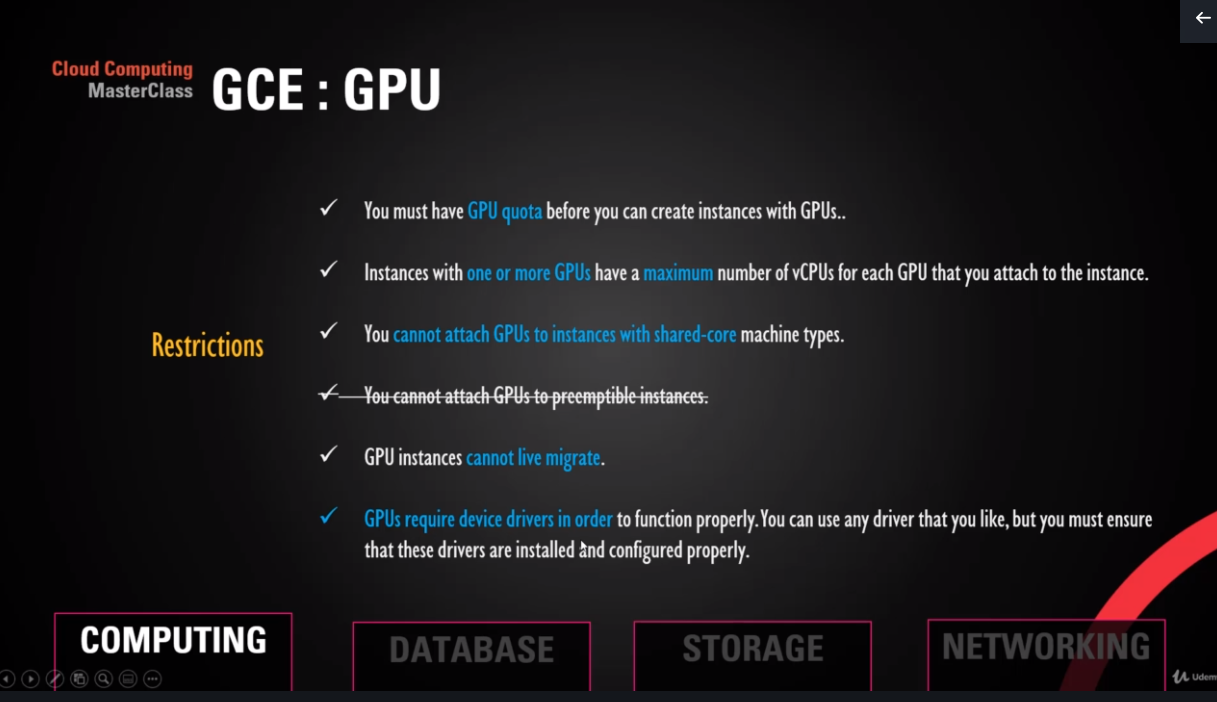 Cloud Computing
MasterClass
GCE : GPU
You must have GPU quota before you can create instances with GPUs..
Instances with one or more GPUs have a maximum number of vCPUs for each GPU that you attach to the instance.
You cannot attach GPUs to instances with shared-core machine types.
Restrictions
You cannot attach GPUs to preemptible instances.
GPU instances cannot live migrate.
GPUs require device drivers in order to function properly. You can use any driver that you like, but you must ensure
that these drivers are installed and configured properly.
COMPUTING
DATABASE
STORAGE
NETWORKING